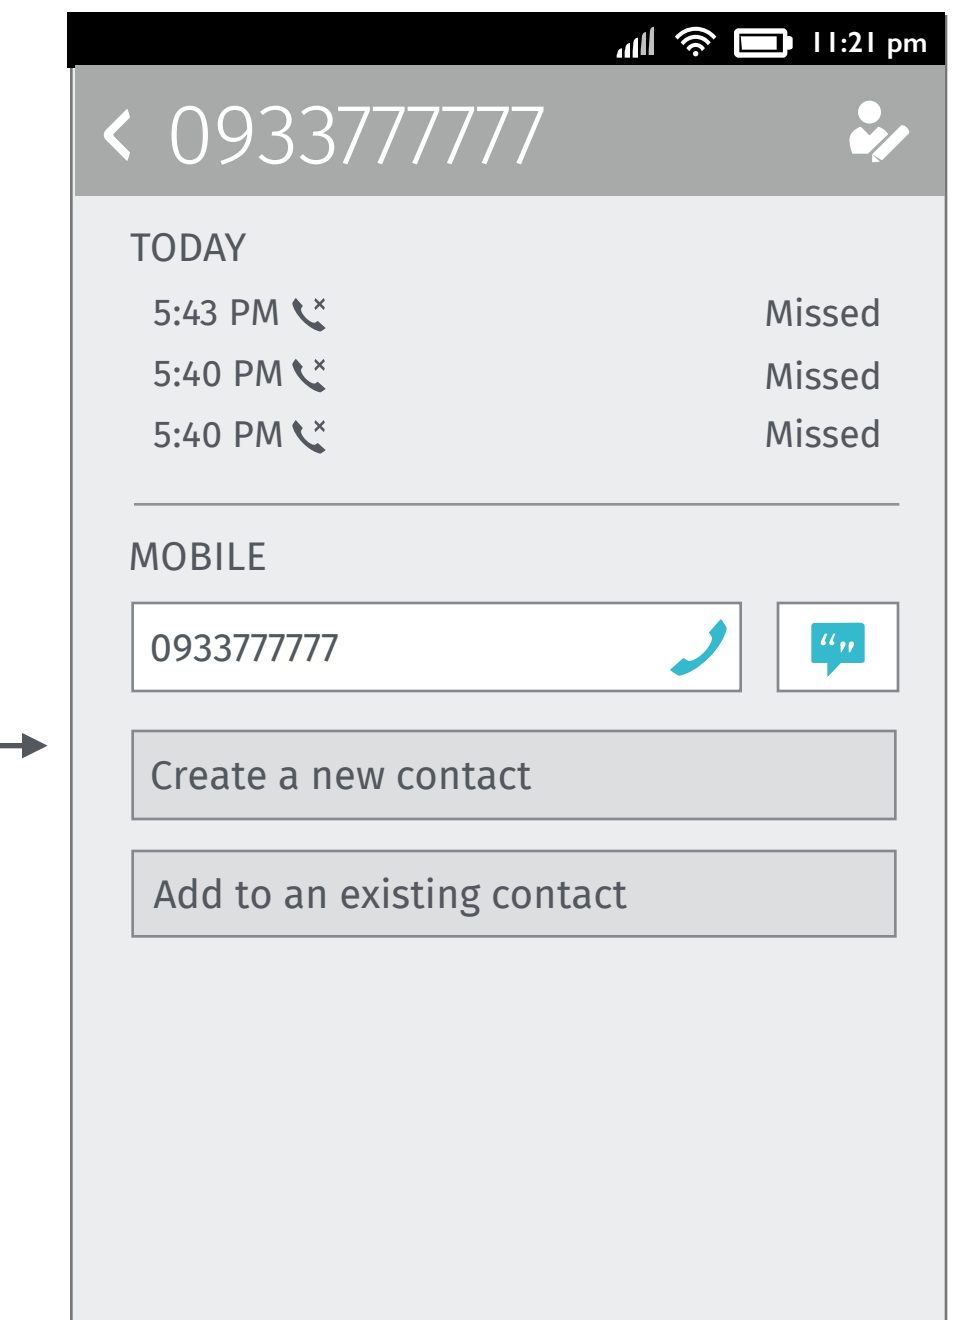 11:21 pm
0933777777
TODAY
5:43 PM Missed
5:40 PM Missed
5:40 PM Missed
MOBILE
0933777777
Create a new contact
Add to an existing contact